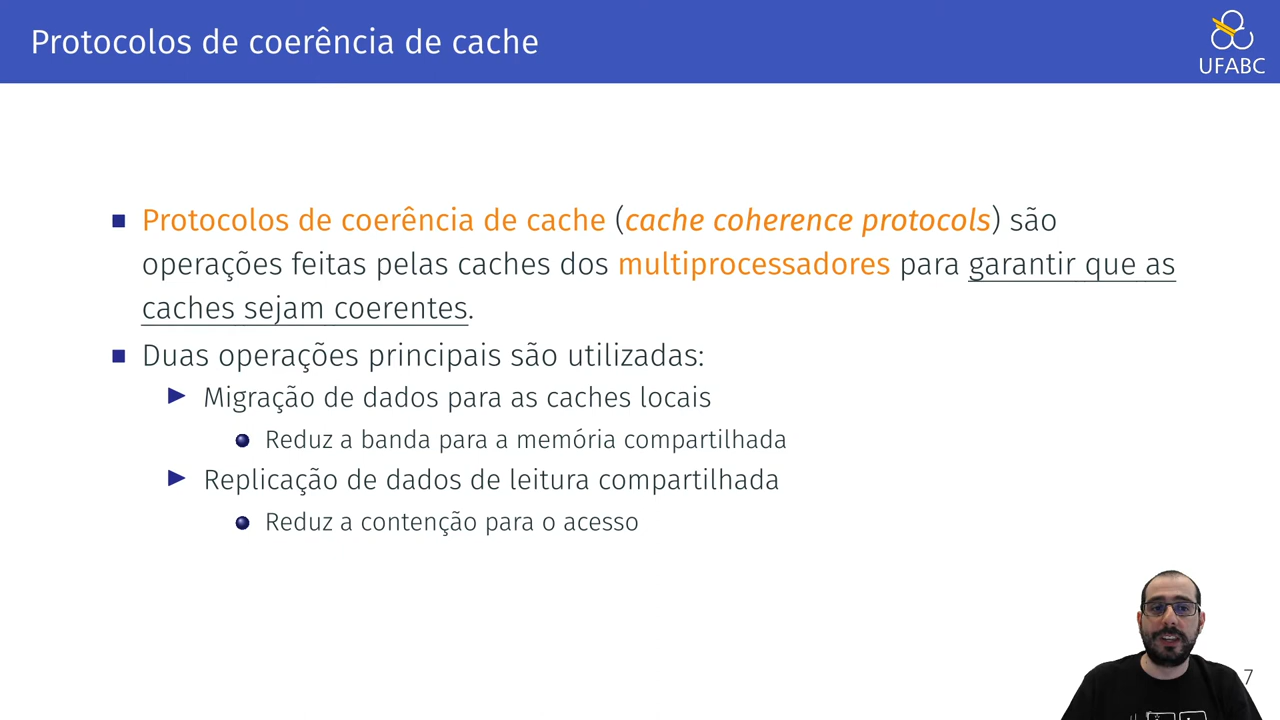 Protocolos de coerência de cache
UFABC
Protocolos de coerência de cache (cache coherence protocols) são
operações feitas pelas caches dos multiprocessadores para garantir que as
caches sejam coerentes.
Duas operações principais são utilizadas:
Migração de dados para as caches locais
Reduz a banda para a memória compartilhada
Replicação de dados de leitura compartilhada
Reduz a contenção para o acesso
7